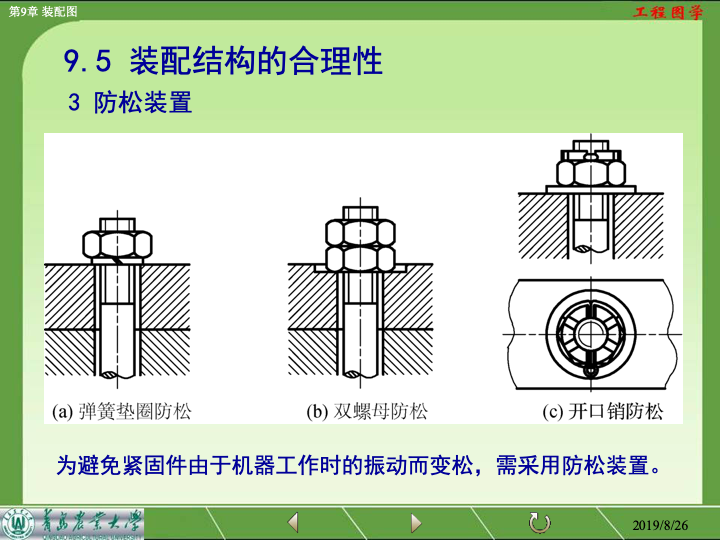 第9章 装配图
工程图学
9.5 装配结构的合理性
3 防松装置
(a) 弹簧垫圈防松
(b) 双螺母防松
(c) 开口销防松
为避免紧固件由于机器工作时的振动而变松，需采用防松装置。
青岛农业大学
2019/8/26